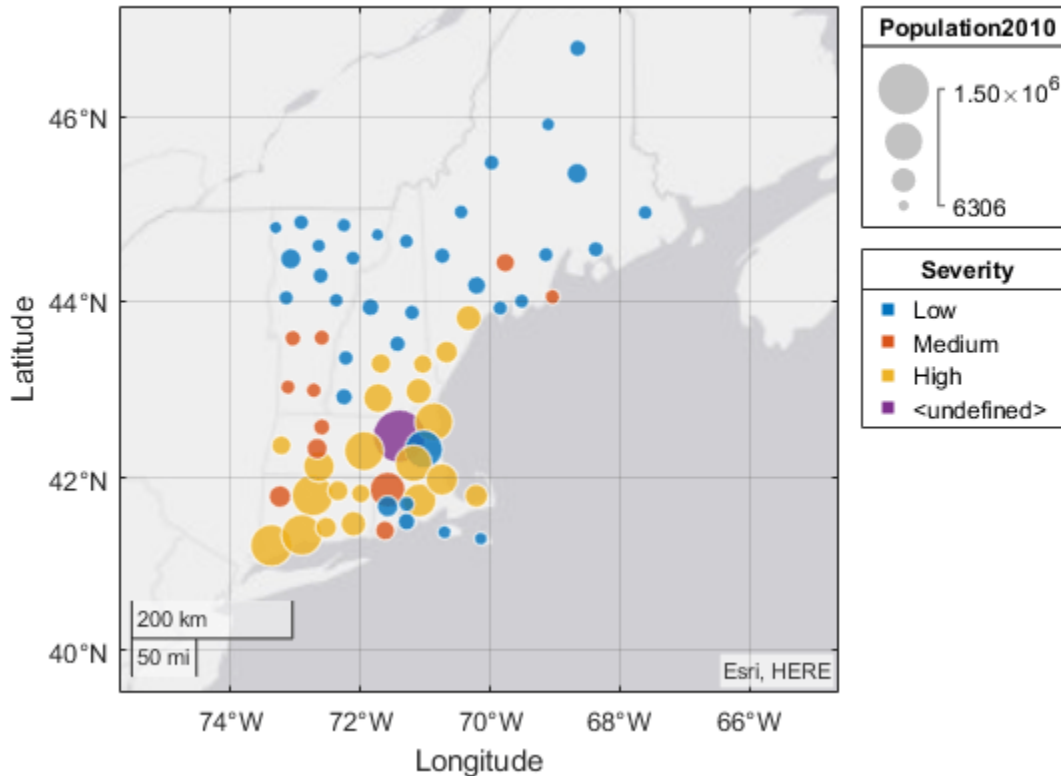 46°N
44°N
42°N
40°N
Latitude
200 km
50 mi
Esri, HERE
74°W 72°W 70°W 68°W 66°W
Longitude
Population2010
1.50×10⁶
6306
Severity
Low
Medium
High
<undefined>